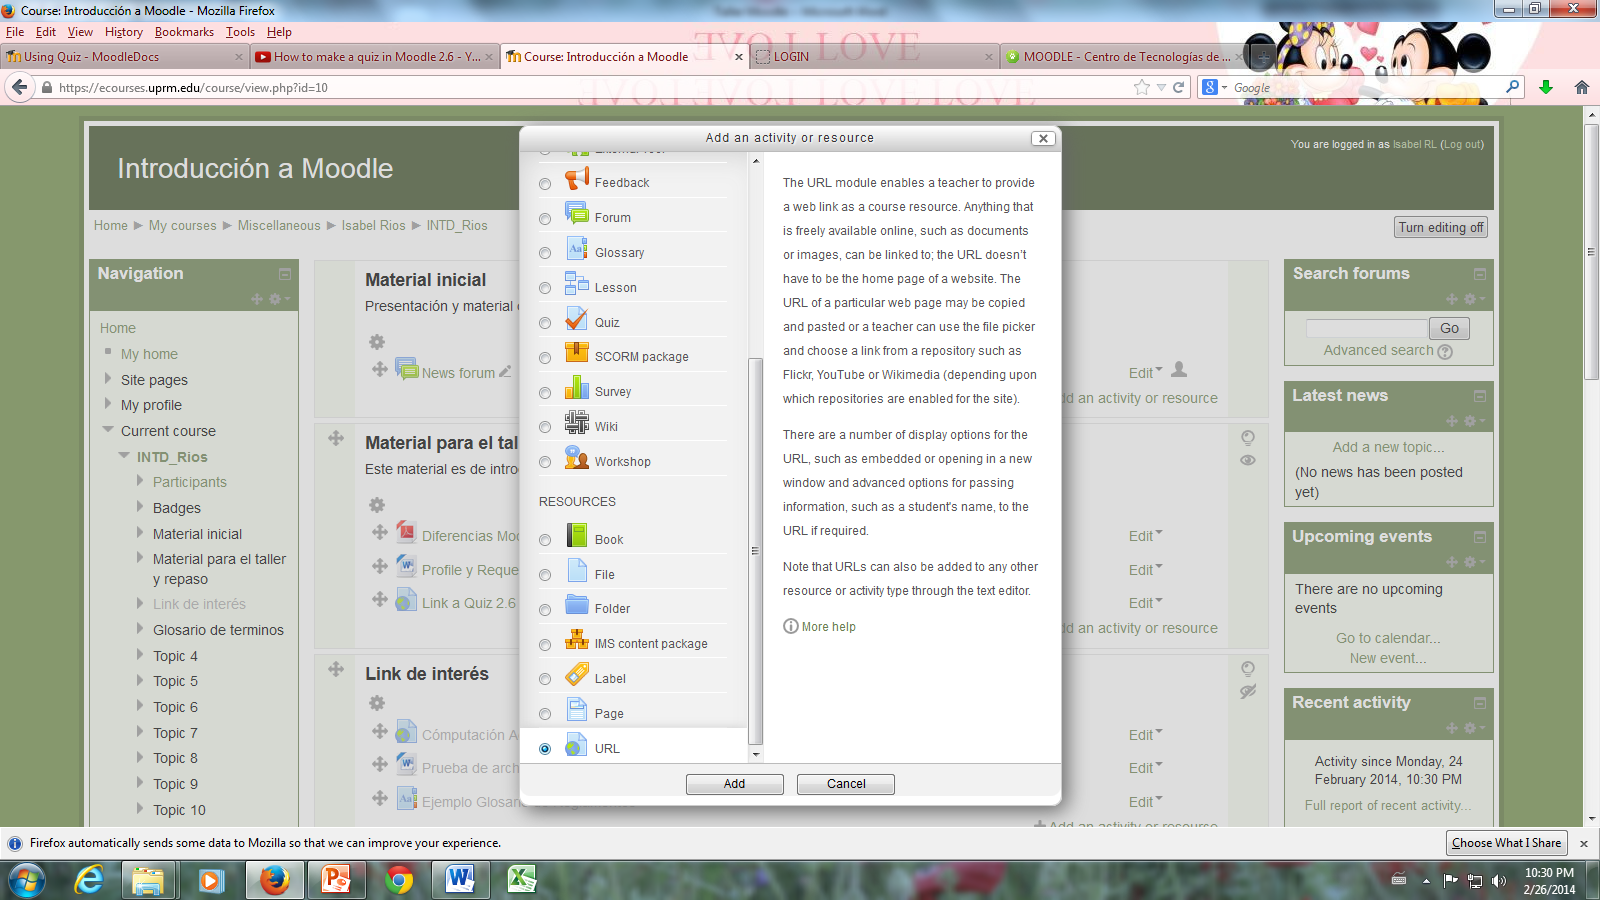 Course: Introducción a Moodle - Mozilla Firefox
File Edit View History Bookmarks Tools Help
Using Quiz - MoodleDocs
How to make a quiz in Moodle 2.6 - Y...
Course: Introducción a Moodle
LOGIN
MOODLE - Centro de Tecnologías de ...
https://ecourses.uprm.edu/course/view.php?id=10
Google
Introducción a Moodle
You are logged in as Isabel RL (Log out)
Home ► My courses ► Miscellaneous ► Isabel Rios ► INTD_Rios
Turn editing off
Navigation
Home
My home
Site pages
My profile
Current course
INTD_Rios
Participants
Badges
Material inicial
Material para el taller
y repaso
Link de interés
Glosario de terminos
Topic 4
Topic 5
Topic 6
Topic 7
Topic 8
Topic 9
Topic 10
Material inicial
Presentación y material
News forum
Edit
dd an activity or resource
Material para el tal
Este material es de intro
Diferencias Moo
Edit
Profile y Reque
Edit
Link a Quiz 2.6
Edit
dd an activity or resource
Link de interés
Cómputación A
Edit
Prueba de arch
Edit
Ejemplo Glosar
Edit
Add an activity or resource
Add an activity or resource
Feedback
Forum
Glossary
Lesson
Quiz
SCORM package
Survey
Wiki
Workshop
RESOURCES
Book
File
Folder
IMS content package
Label
Page
URL
The URL module enables a teacher to provide
a web link as a course resource. Anything that
is freely available online, such as documents
or images, can be linked to; the URL doesn't
have to be the home page of a website. The
URL of a particular web page may be copied
and pasted or a teacher can use the file picker
and choose a link from a repository such as
Flickr, YouTube or Wikimedia (depending upon
which repositories are enabled for the site).
There are a number of display options for the
URL, such as embedded or opening in a new
window and advanced options for passing
information, such as a student's name, to the
URL if required.
Note that URLs can also be added to any other
resource or activity type through the text editor.
More help
Add
Cancel
Search forums
Go
Advanced search
Latest news
Add a new topic...
(No news has been posted
yet)
Upcoming events
There are no upcoming
events
Go to calendar...
New event...
Recent activity
Activity since Monday, 24
February 2014, 10:30 PM
Full report of recent activity...
Firefox automatically sends some data to Mozilla so that we can improve your experience.
Choose What I Share
10:30 PM
2/26/2014